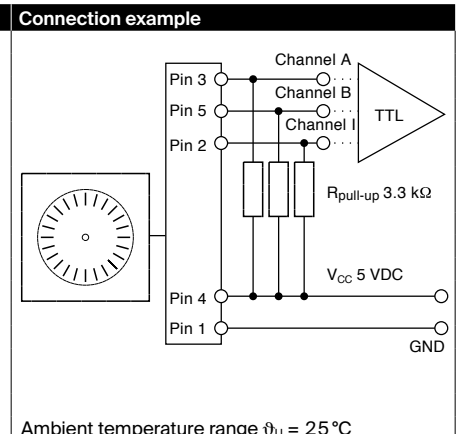 Connection example
Channel A
Pin 3
Channel B
Pin 5
TTL
Channel I
Pin 2
Rpull-up 3.3 kΩ
VCC 5 VDC
Pin 4
Pin 1
GND
Ambient temperature range ϑU = 25°C